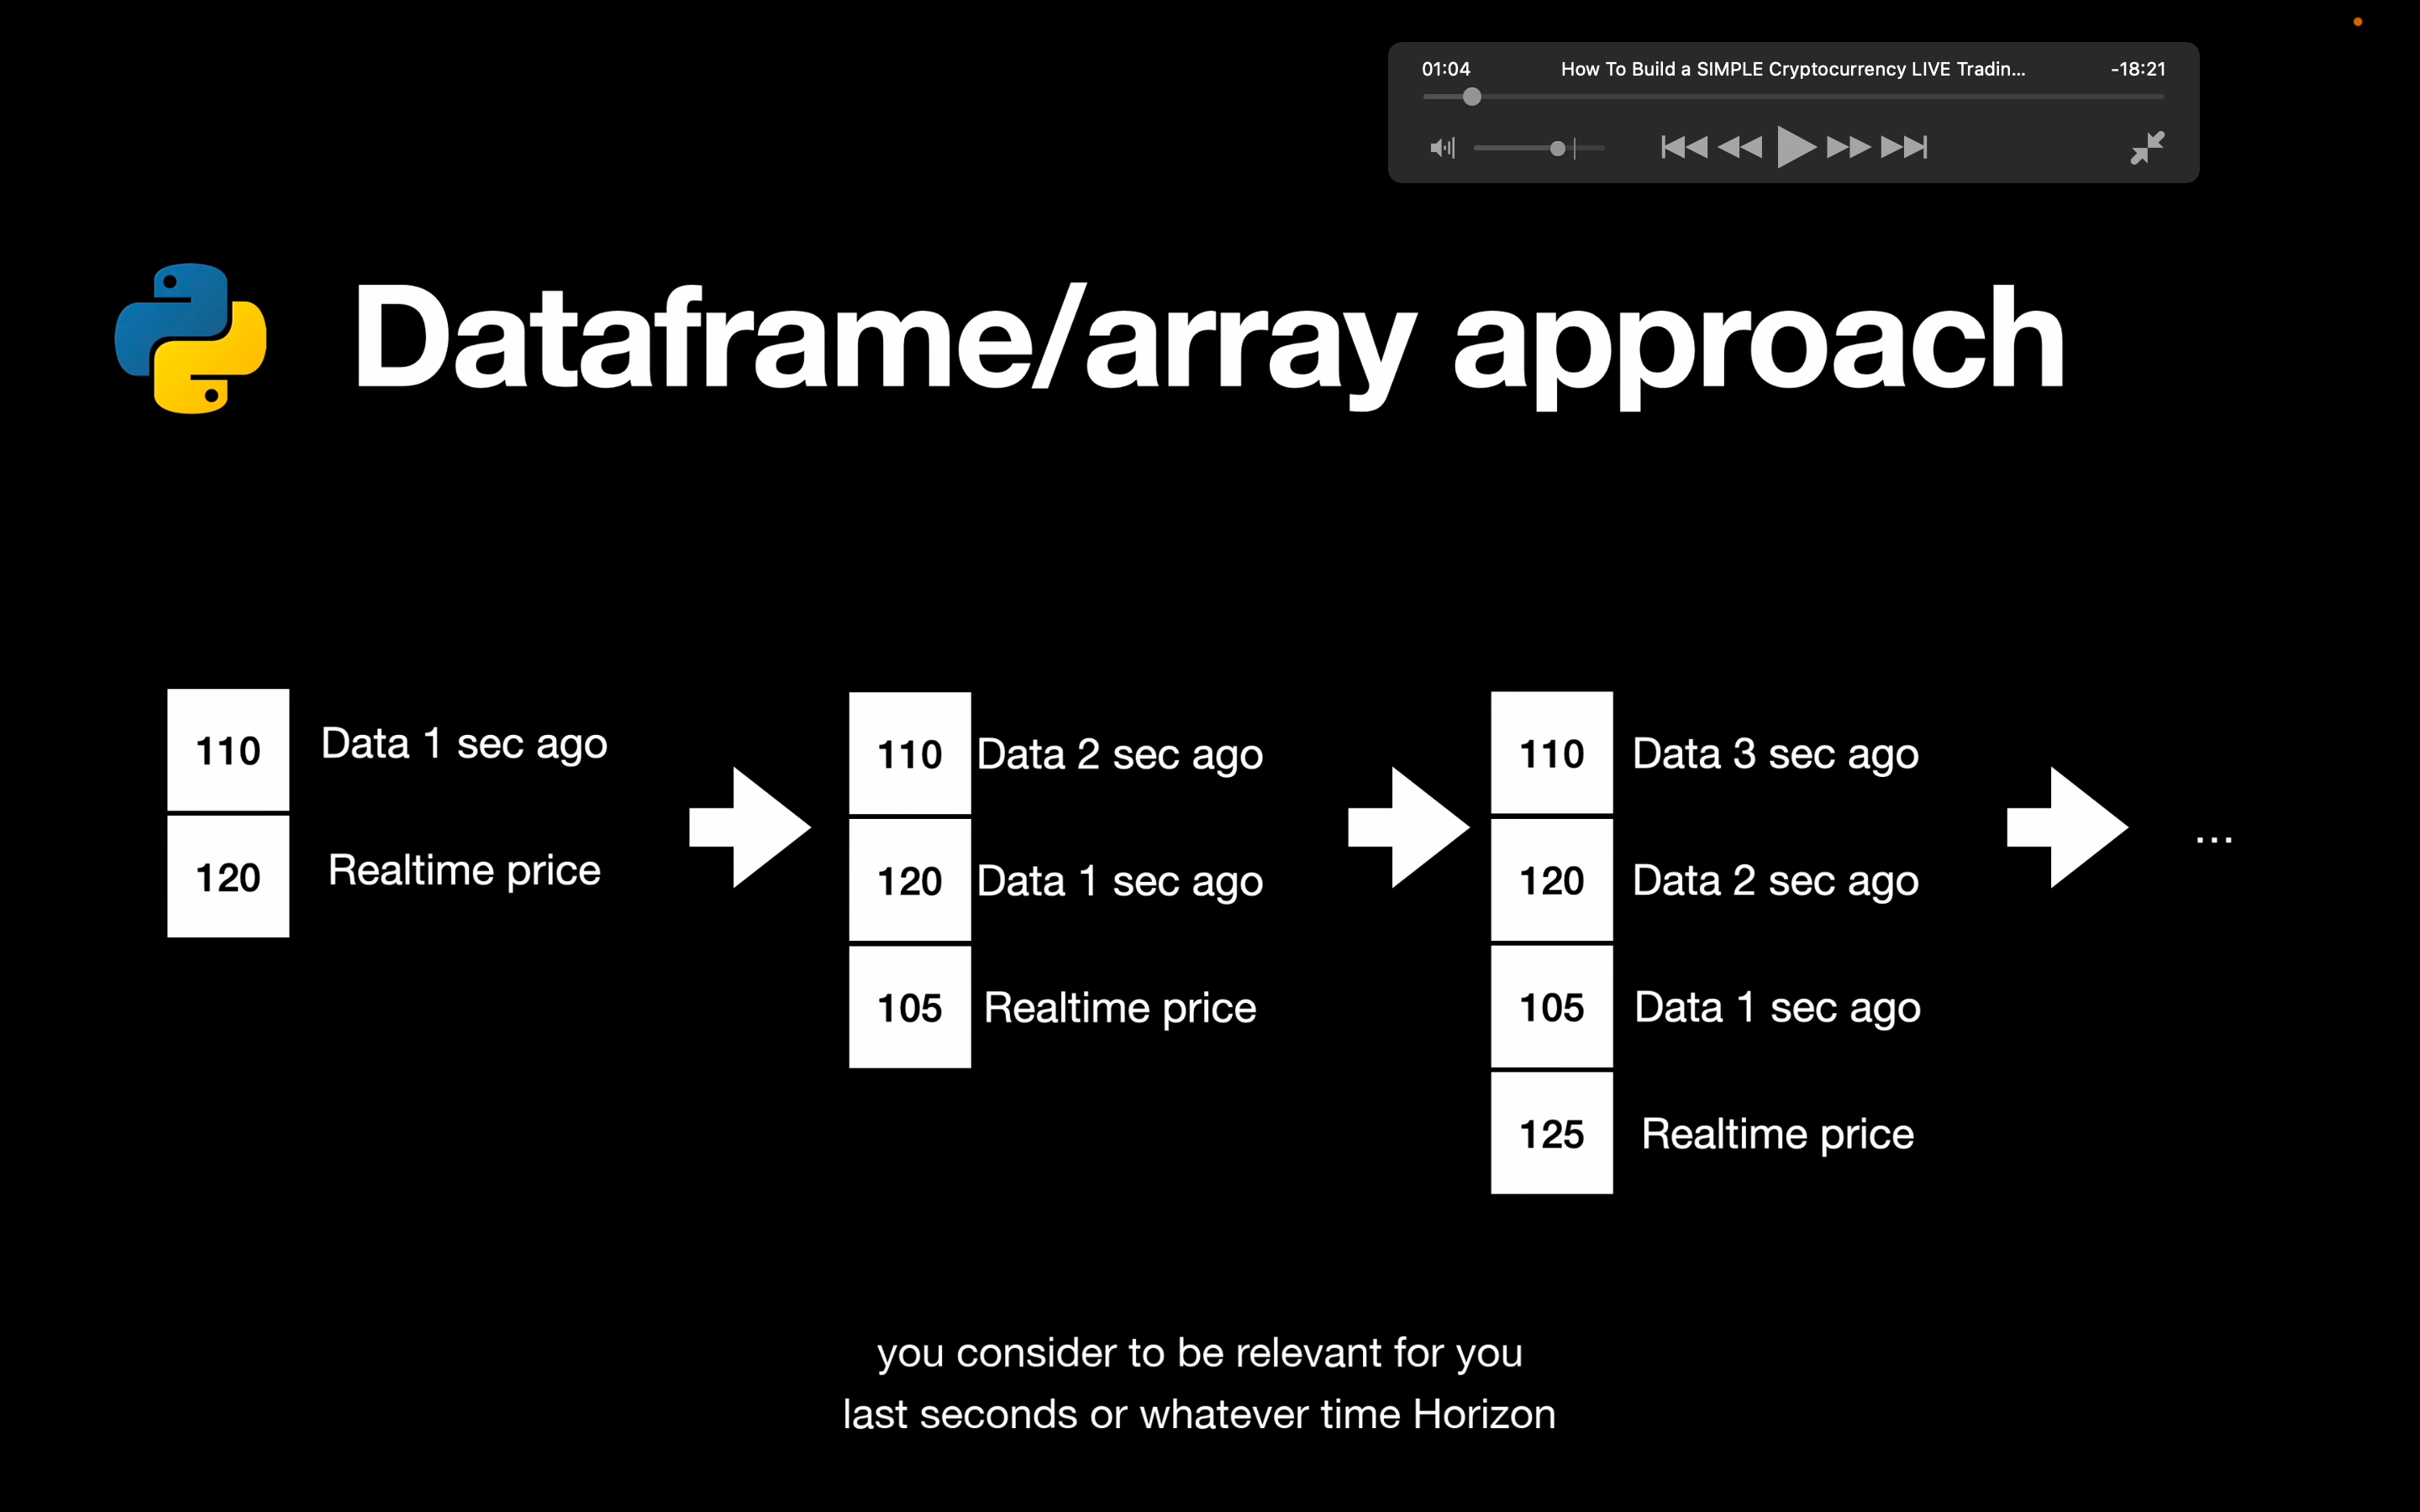 01:04 How To Build a SIMPLE Cryptocurrency LIVE Tradin... -18:21
Dataframe/array approach
110 Data 1 sec ago
120 Realtime price
110 Data 2 sec ago
120 Data 1 sec ago
105 Realtime price
110 Data 3 sec ago
120 Data 2 sec ago
105 Data 1 sec ago
125 Realtime price
...
you consider to be relevant for you
last seconds or whatever time Horizon